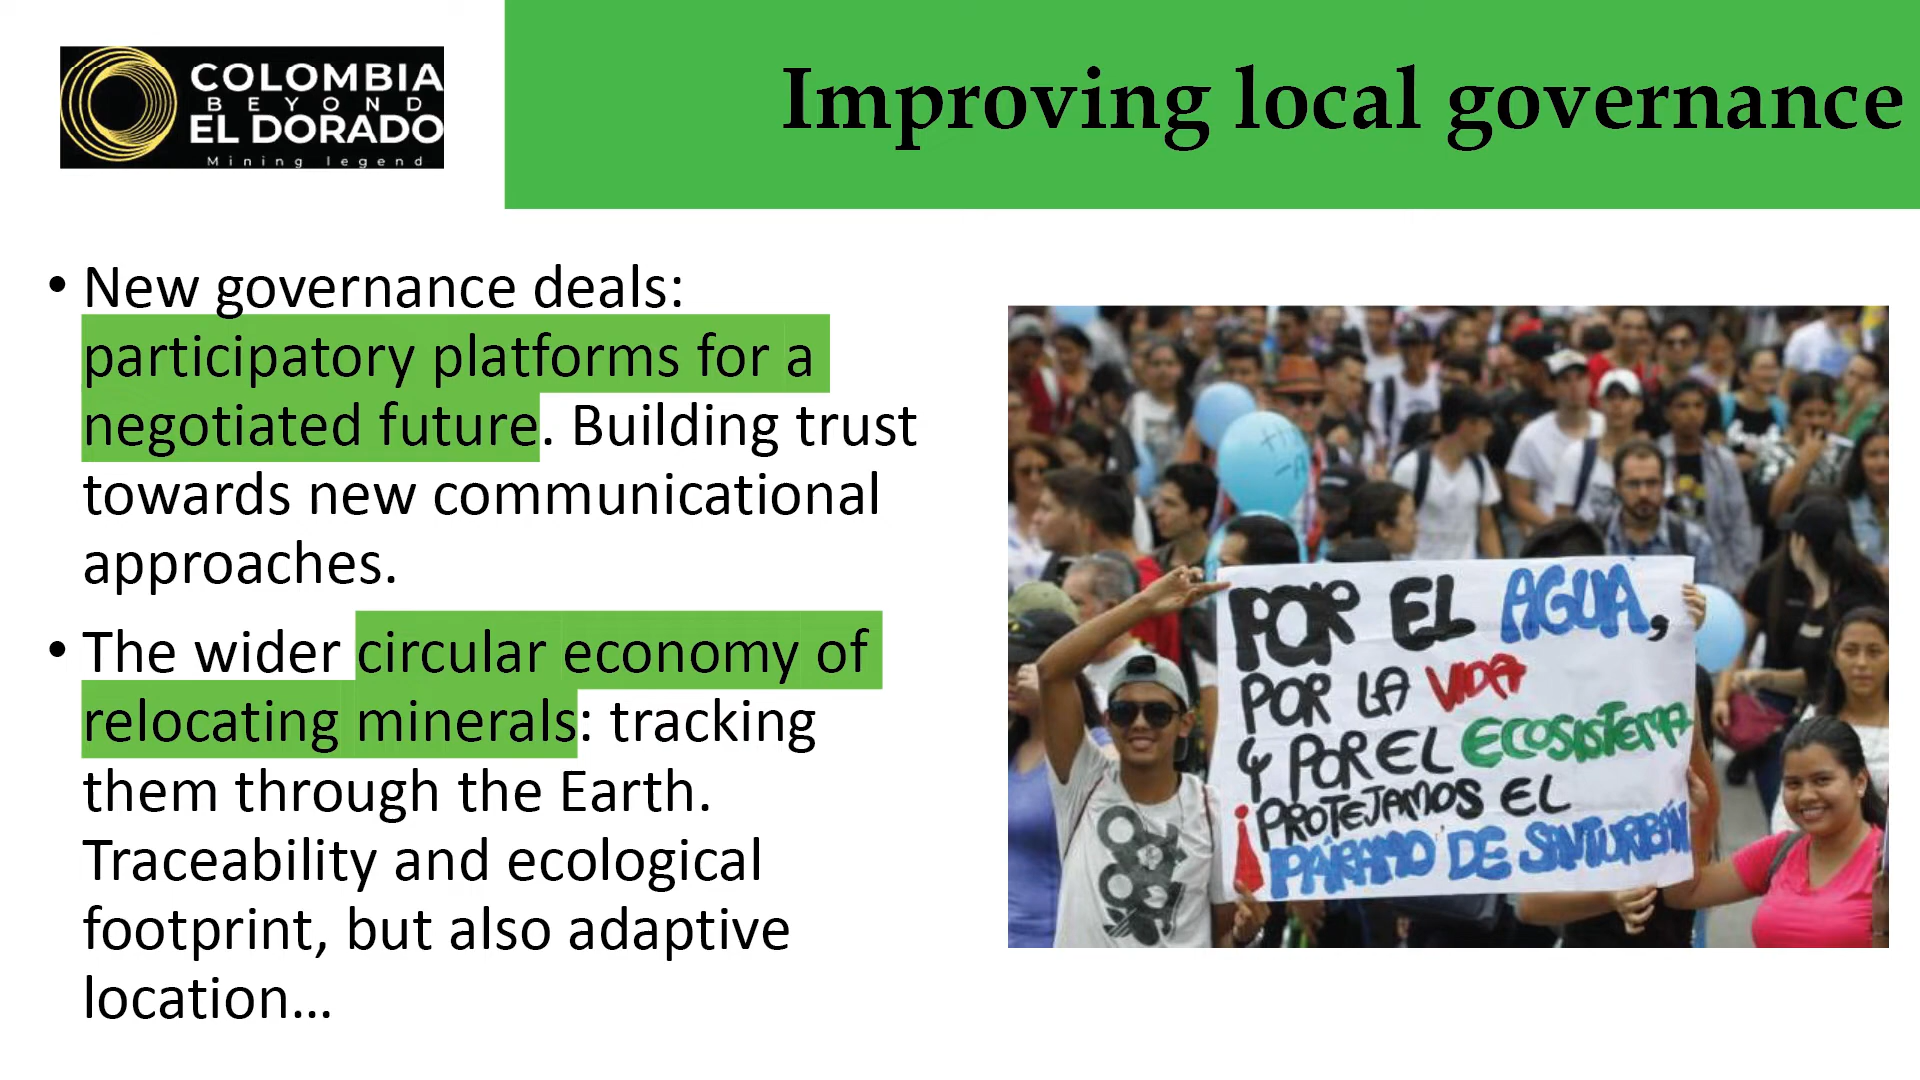 COLOMBIA
BEYOND
EL DORADO
Mining legend
Improving local governance
• New governance deals:
participatory platforms for a
negotiated future. Building trust
towards new communicational
approaches.
• The wider circular economy of
relocating minerals: tracking
them through the Earth.
Traceability and ecological
footprint, but also adaptive
location...
POR EL AGUA,
POR LA VIDA
Y POR EL ECOSISTEMA
¡PROTEJAMOS EL
PÁRAMO DE SANTURBÁN